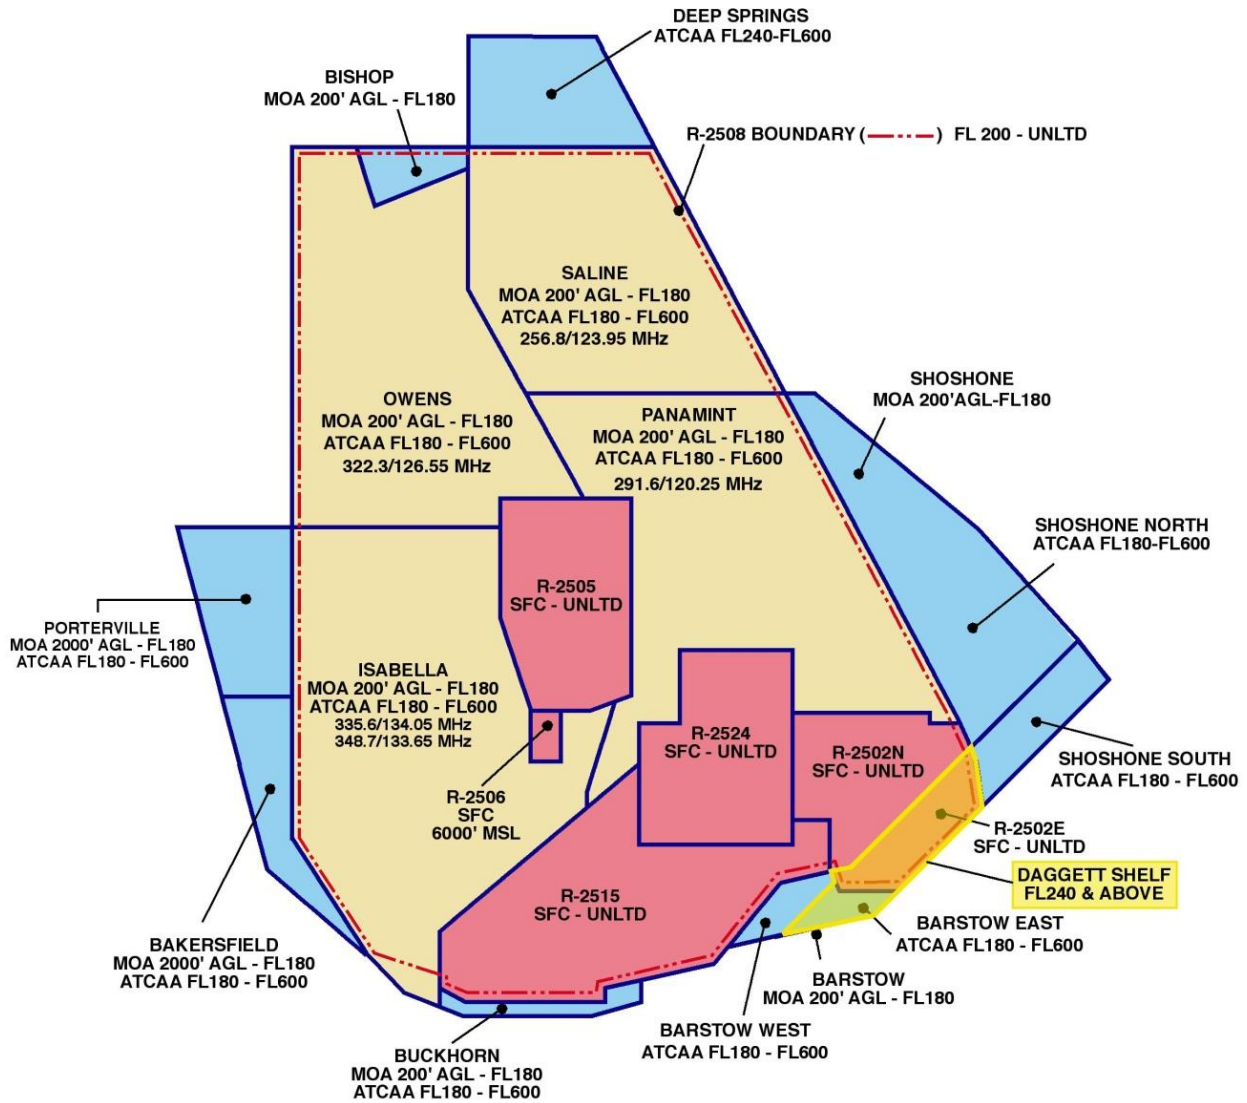 DEEP SPRINGS
ATCAA FL240-FL600
BISHOP
MOA 200' AGL - FL180
R-2508 BOUNDARY ( ) FL 200 - UNLTD
SALINE
MOA 200' AGL - FL180
ATCAA FL180 - FL600
256.8/123.95 MHz
SHOSHONE
MOA 200'AGL-FL180
OWENS
MOA 200' AGL - FL180
ATCAA FL180 - FL600
322.3/126.55 MHz
PANAMINT
MOA 200' AGL - FL180
ATCAA FL180 - FL600
291.6/120.25 MHz
SHOSHONE NORTH
ATCAA FL180-FL600
R-2505
SFC - UNLTD
PORTERVILLE
MOA 2000' AGL - FL180
ATCAA FL180 - FL600
ISABELLA
MOA 200' AGL - FL180
ATCAA FL180 - FL600
335.6/134.05 MHz
348.7/133.65 MHz
R-2524
SFC - UNLTD
R-2502N
SFC - UNLTD
SHOSHONE SOUTH
ATCAA FL180 - FL600
R-2506
SFC
6000' MSL
R-2502E
SFC - UNLTD
DAGGETT SHELF
FL240 & ABOVE
R-2515
SFC - UNLTD
BARSTOW EAST
ATCAA FL180 - FL600
BAKERSFIELD
MOA 2000' AGL - FL180
ATCAA FL180 - FL600
BARSTOW
MOA 200' AGL - FL180
BARSTOW WEST
ATCAA FL180 - FL600
BUCKHORN
MOA 200' AGL - FL180
ATCAA FL180 - FL600